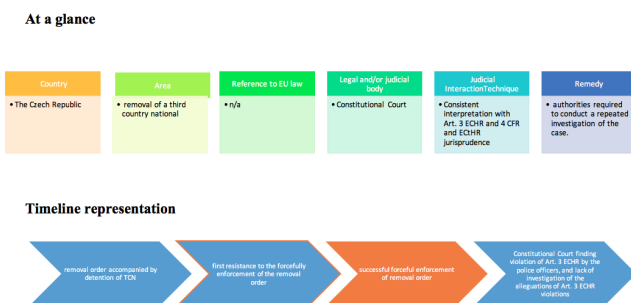 At a glance
Country
Area
Reference to EU law
Legal and/or judicial
body
Judicial
InteractionTechnique
Remedy
• The Czech Republic
• removal of a third
country national
• n/a
• Constitutional Court
• Consistent
interpretation with
Art. 3 ECHR and 4 CFR
and ECtHR
jurisprudence
• authorities required
to conduct a repeated
investigation of the
case.
Timeline representation
removal order accompanied by
detention of TCN
first resistance to the forcefully
enforcement of the removal
order
successful forceful enforcement
of removal order
Constitutional Court finding
violation of Art. 3 ECHR by the
police officers, and lack of
investigation of the
alleguations of Art. 3 ECHR
violations